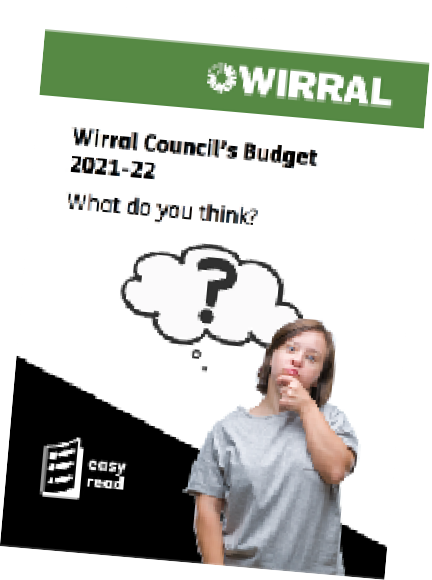 WIRRAL
Wirral Council's Budget
2021-22
What do you think?
?
easy
read